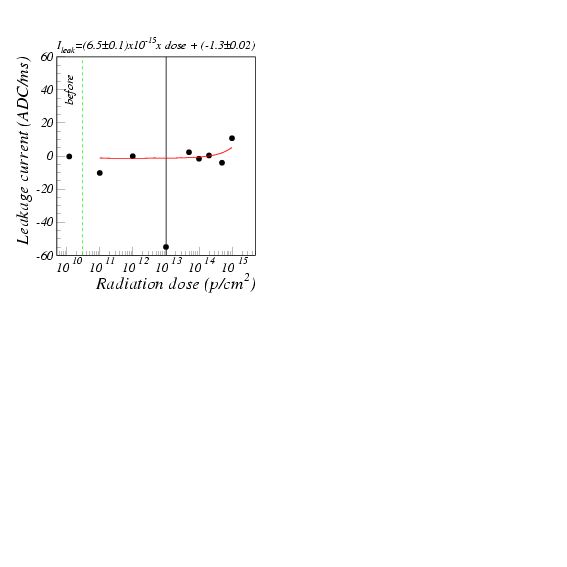 I_leak=(6.5±0.1)x10^-15 x dose + (-1.3±0.02)
Leakage current (ADC/ms)
60
40
20
0
-20
-40
-60
before
10^10 10^11 10^12 10^13 10^14 10^15
Radiation dose (p/cm^2)